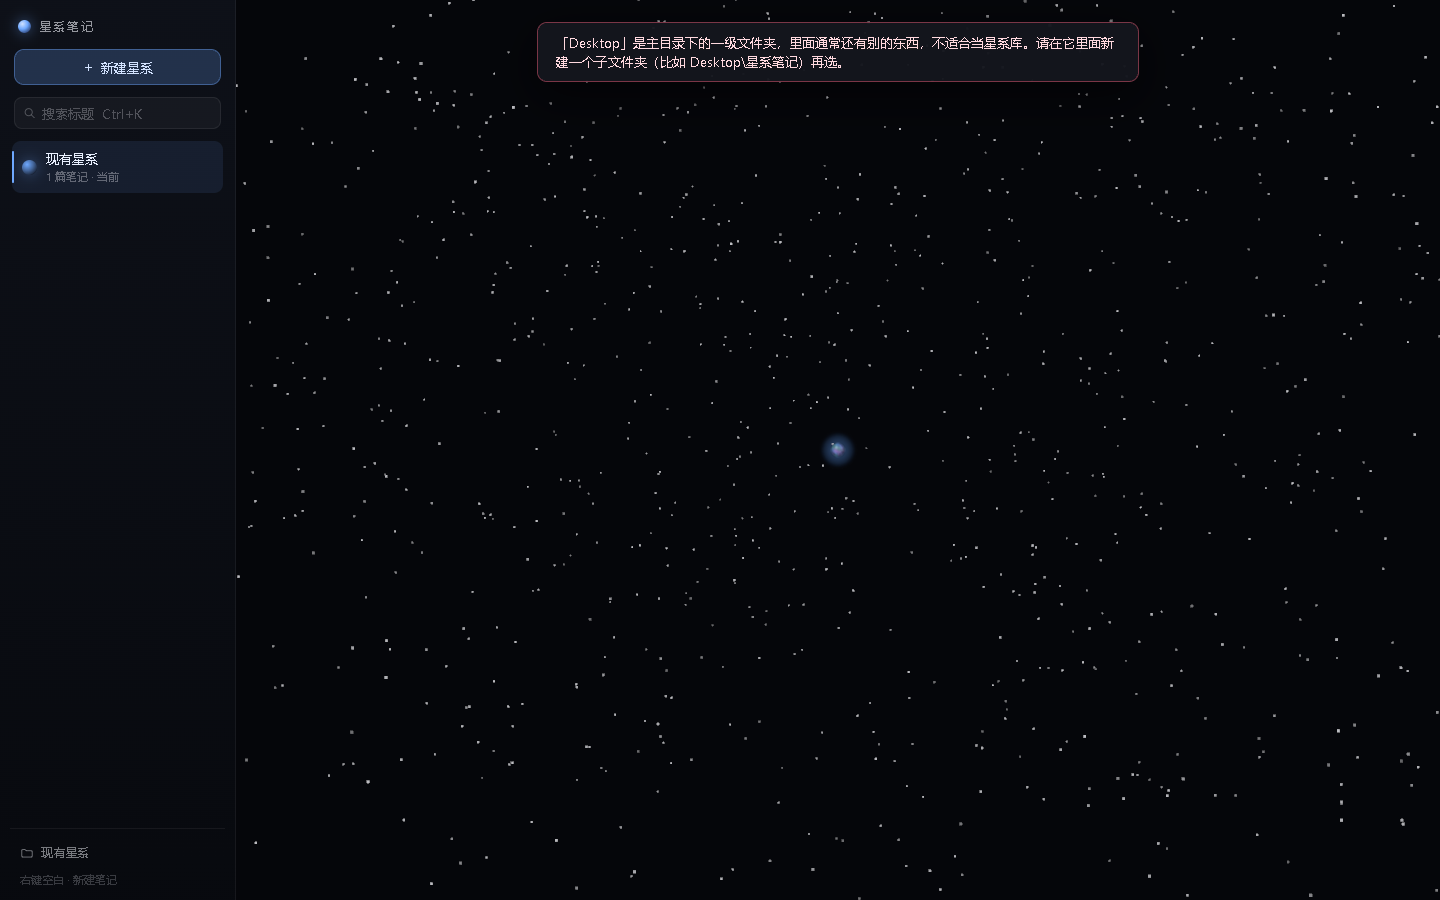 星系笔记
+ 新建星系
搜索标题 Ctrl+K
现有星系
1 篇笔记 · 当前
「Desktop」是主目录下的一级文件夹，里面通常还有别的东西，不适合当星系库。请在它里面新
建一个子文件夹（比如 Desktop\星系笔记）再选。
现有星系
右键空白 · 新建笔记